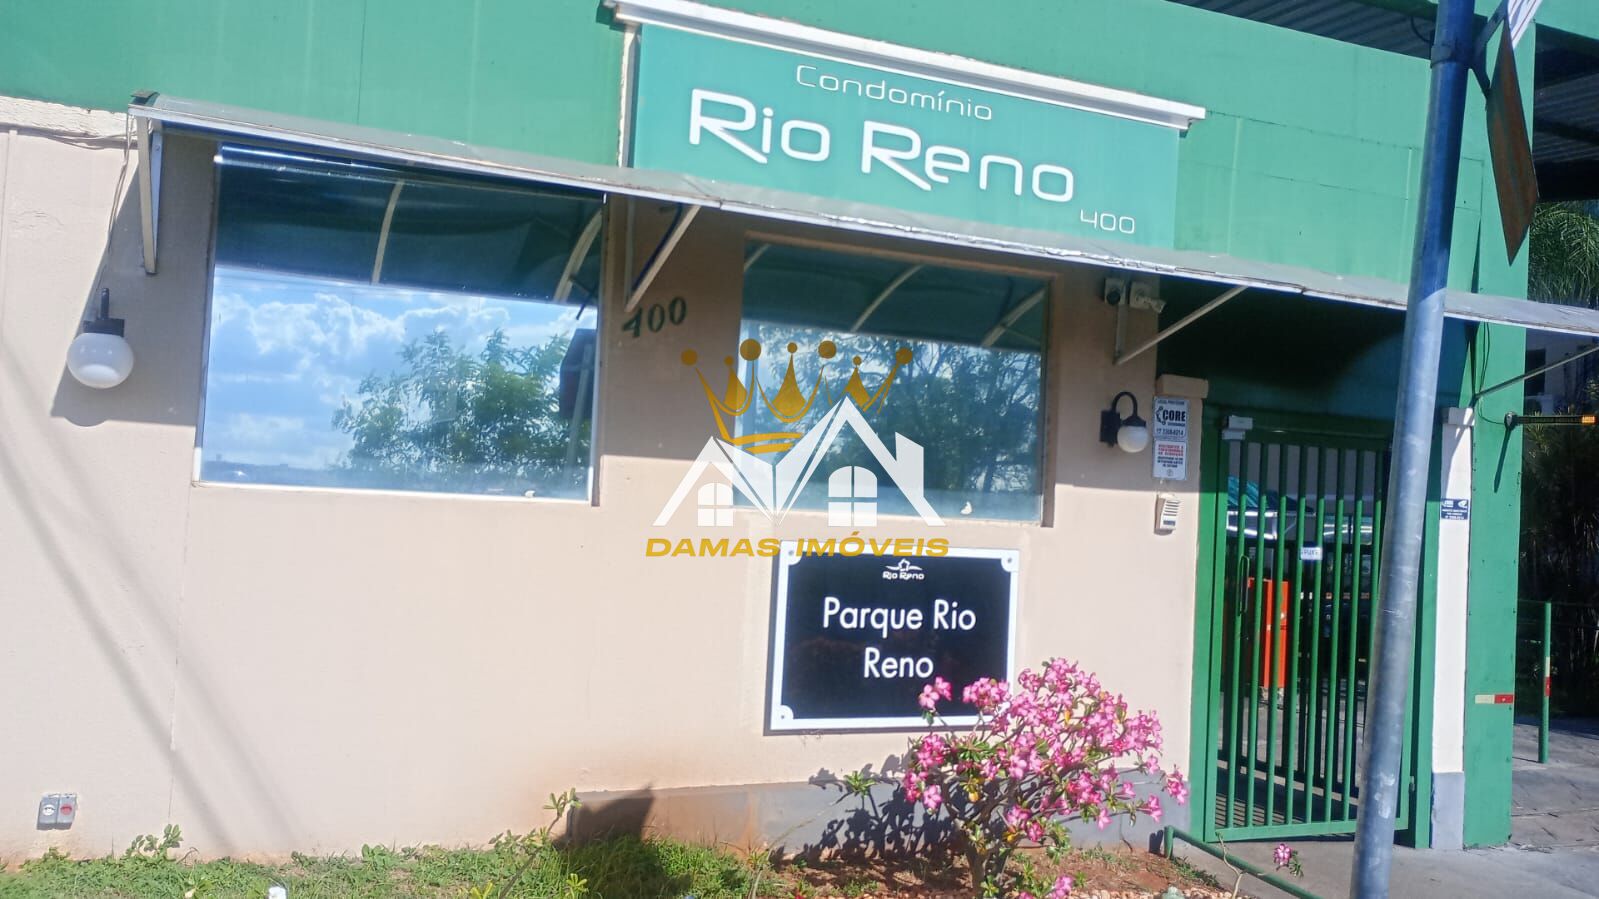 Condomínio
Rio Reno
400
400
CORE
DAMAS IMÓVEIS
Rio Reno
Parque Rio
Reno